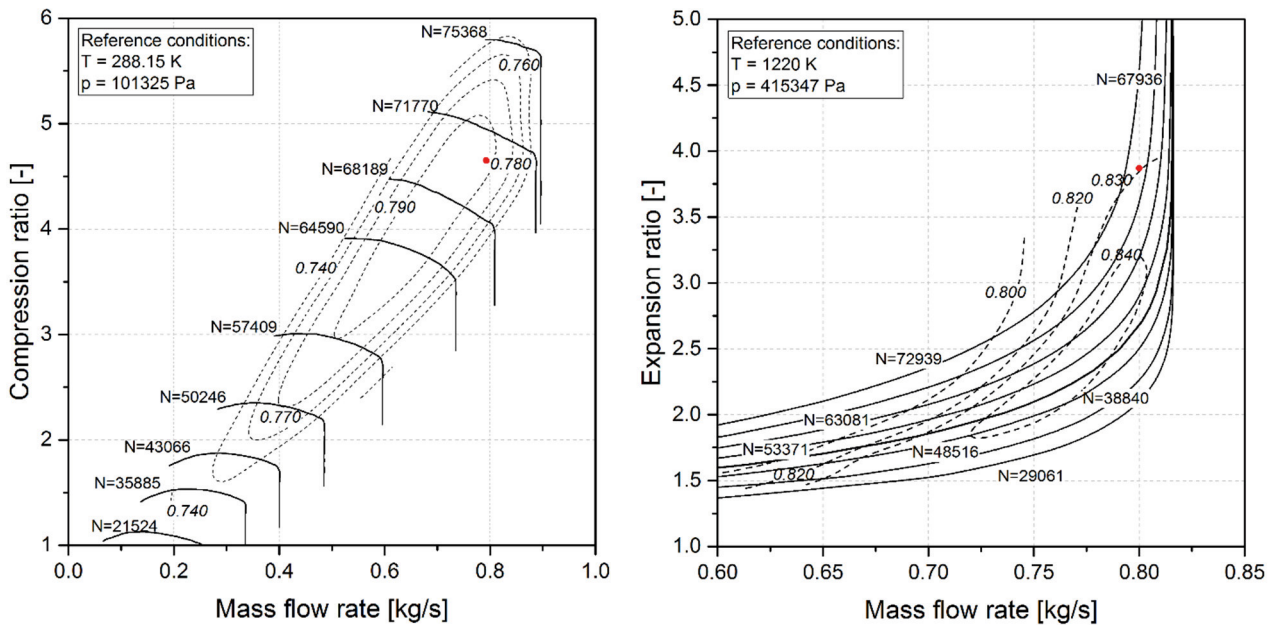 6
5
4
3
2
1
Compression ratio [-]
Reference conditions:
T = 288.15 K
p = 101325 Pa
N=75368
0.760
N=71770
0.780
N=68189
0.790
N=64590
0.740
N=57409
N=50246
0.770
N=43066
N=35885
0.740
N=21524
0.0
0.2
0.4
0.6
0.8
1.0
Mass flow rate [kg/s]
5.0
4.5
4.0
3.5
3.0
2.5
2.0
1.5
1.0
Expansion ratio [-]
Reference conditions:
T = 1220 K
p = 415347 Pa
N=67936
0.830
0.820
0.840
0.800
N=72939
N=38840
N=63081
N=53371
N=48516
0.820
N=29061
0.60
0.65
0.70
0.75
0.80
0.85
Mass flow rate [kg/s]